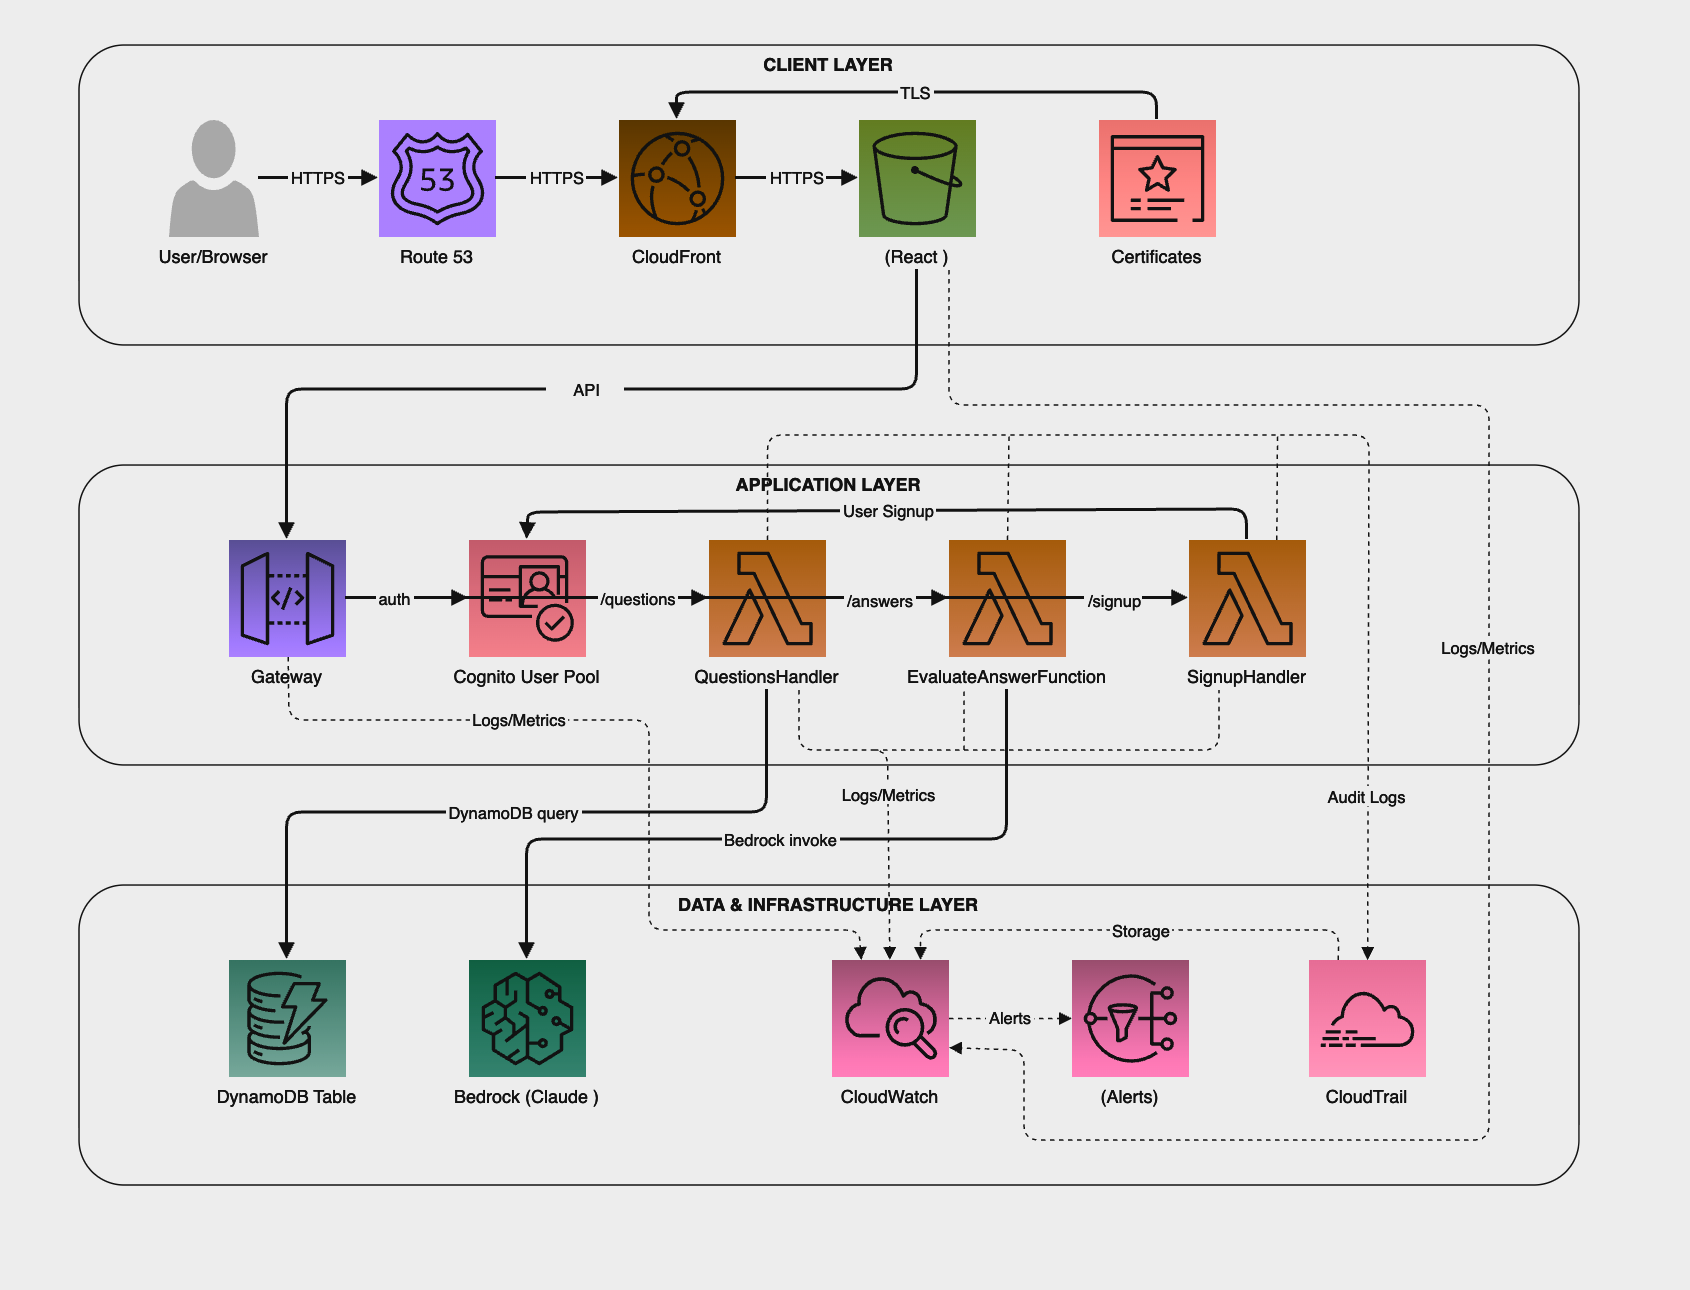 CLIENT LAYER
TLS
HTTPS
HTTPS
HTTPS
53
User/Browser
Route 53
CloudFront
(React )
Certificates
API
APPLICATION LAYER
User Signup
auth
/questions
/answers
/signup
</>
Gateway
Cognito User Pool
QuestionsHandler
EvaluateAnswerFunction
SignupHandler
Logs/Metrics
Logs/Metrics
Logs/Metrics
Audit Logs
DynamoDB query
Bedrock invoke
DATA & INFRASTRUCTURE LAYER
Storage
Alerts
DynamoDB Table
Bedrock (Claude )
CloudWatch
(Alerts)
CloudTrail